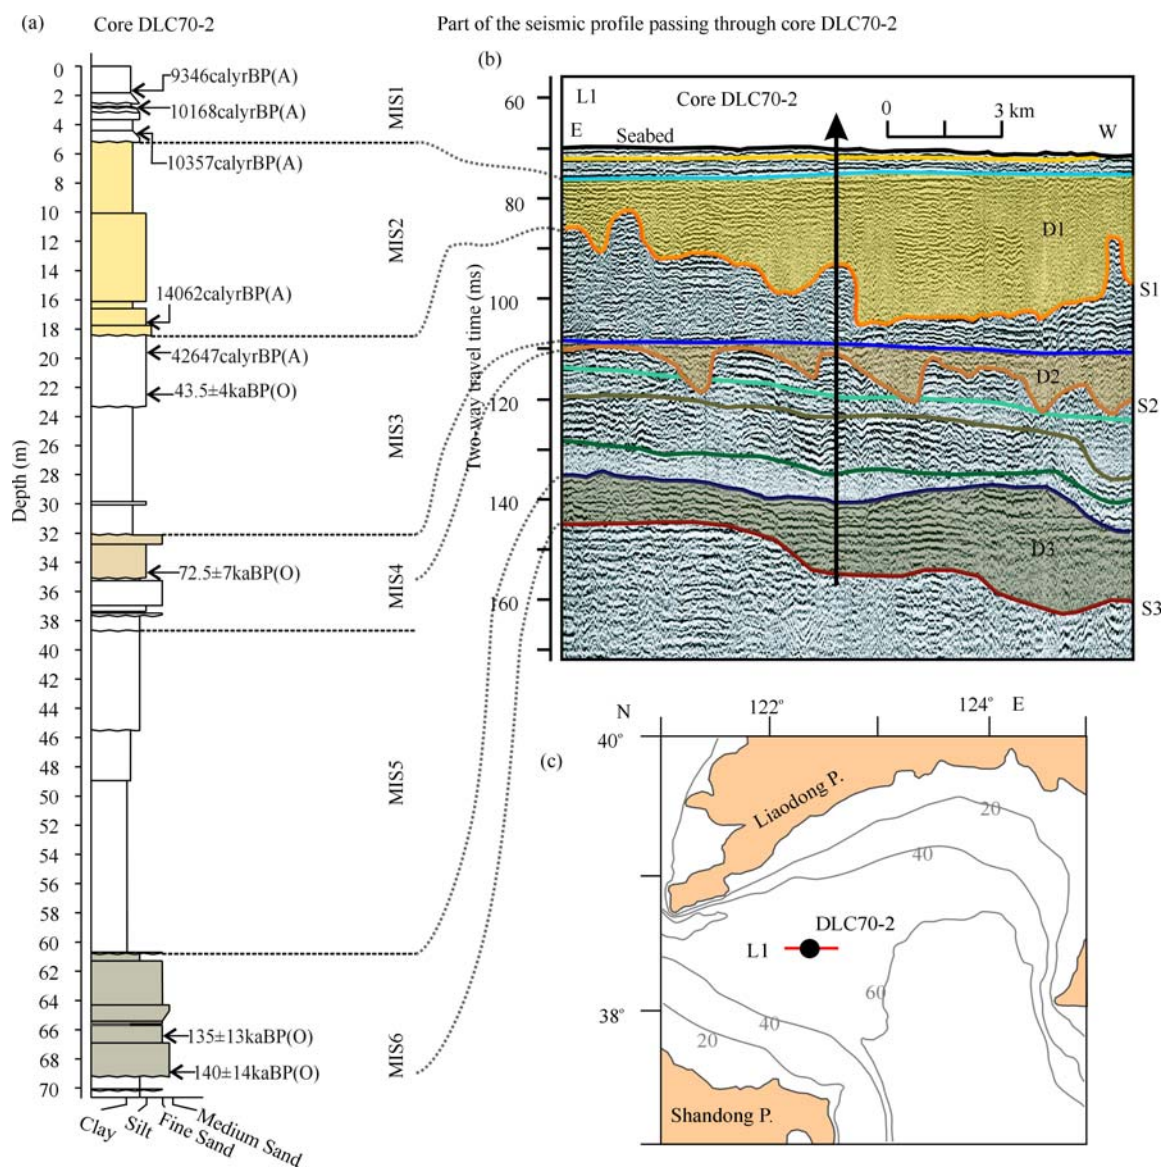 (a)
Core DLC70-2
Part of the seismic profile passing through core DLC70-2
0
2
4
6
8
10
12
14
16
18
20
22
24
26
28
30
32
34
36
38
40
44
46
48
50
52
54
56
58
60
62
64
66
68
70
Depth (m)
9346calyrBP(A)
10168calyrBP(A)
10357calyrBP(A)
14062calyrBP(A)
42647calyrBP(A)
43.5±4kaBP(O)
72.5±7kaBP(O)
135±13kaBP(O)
140±14kaBP(O)
MIS1
MIS2
MIS3
MIS4
MIS5
MIS6
Clay
Silt
Fine Sand
Medium Sand
(b)
60
80
100
120
140
160
Two-way travel time (ms)
L1
Core DLC70-2
0 3 km
E
Seabed
W
D1
S1
D2
S2
D3
S3
(c)
N
122°
124°
E
40°
38°
Liaodong P.
20
40
DLC70-2
L1
60
40
20
Shandong P.